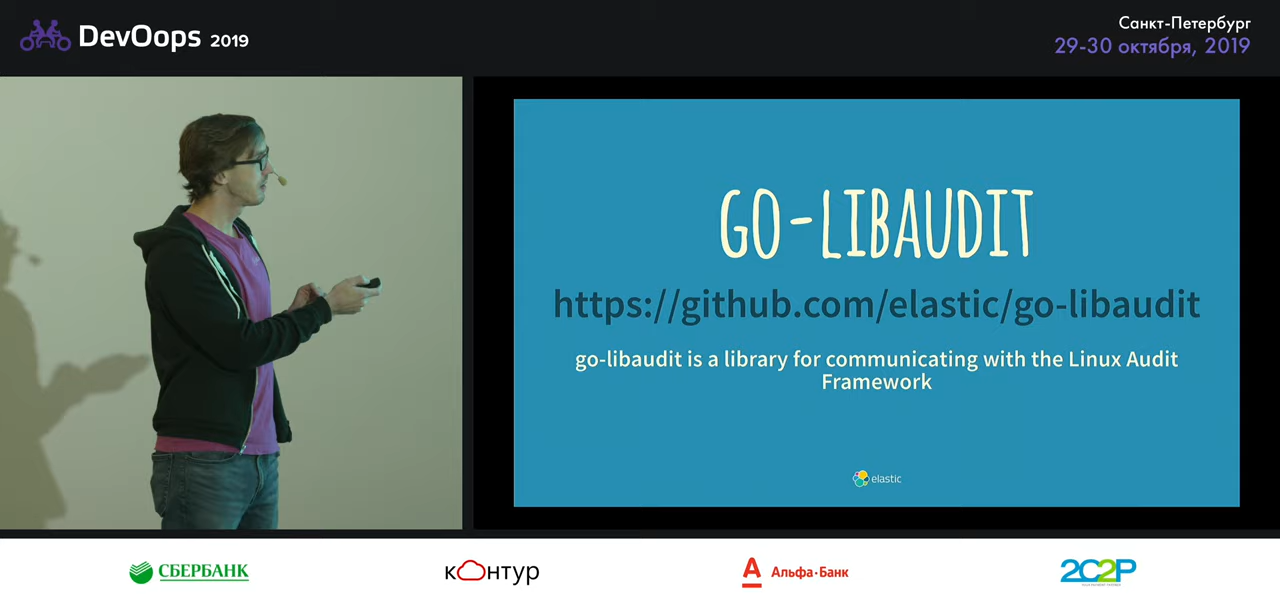 DevOops 2019
Санкт-Петербург
29-30 октября, 2019
GO-LIBAUDIT
https://github.com/elastic/go-libaudit
go-libaudit is a library for communicating with the Linux Audit
Framework
elastic
СБЕРБАНК
контур
Альфа·Банк
2C2P